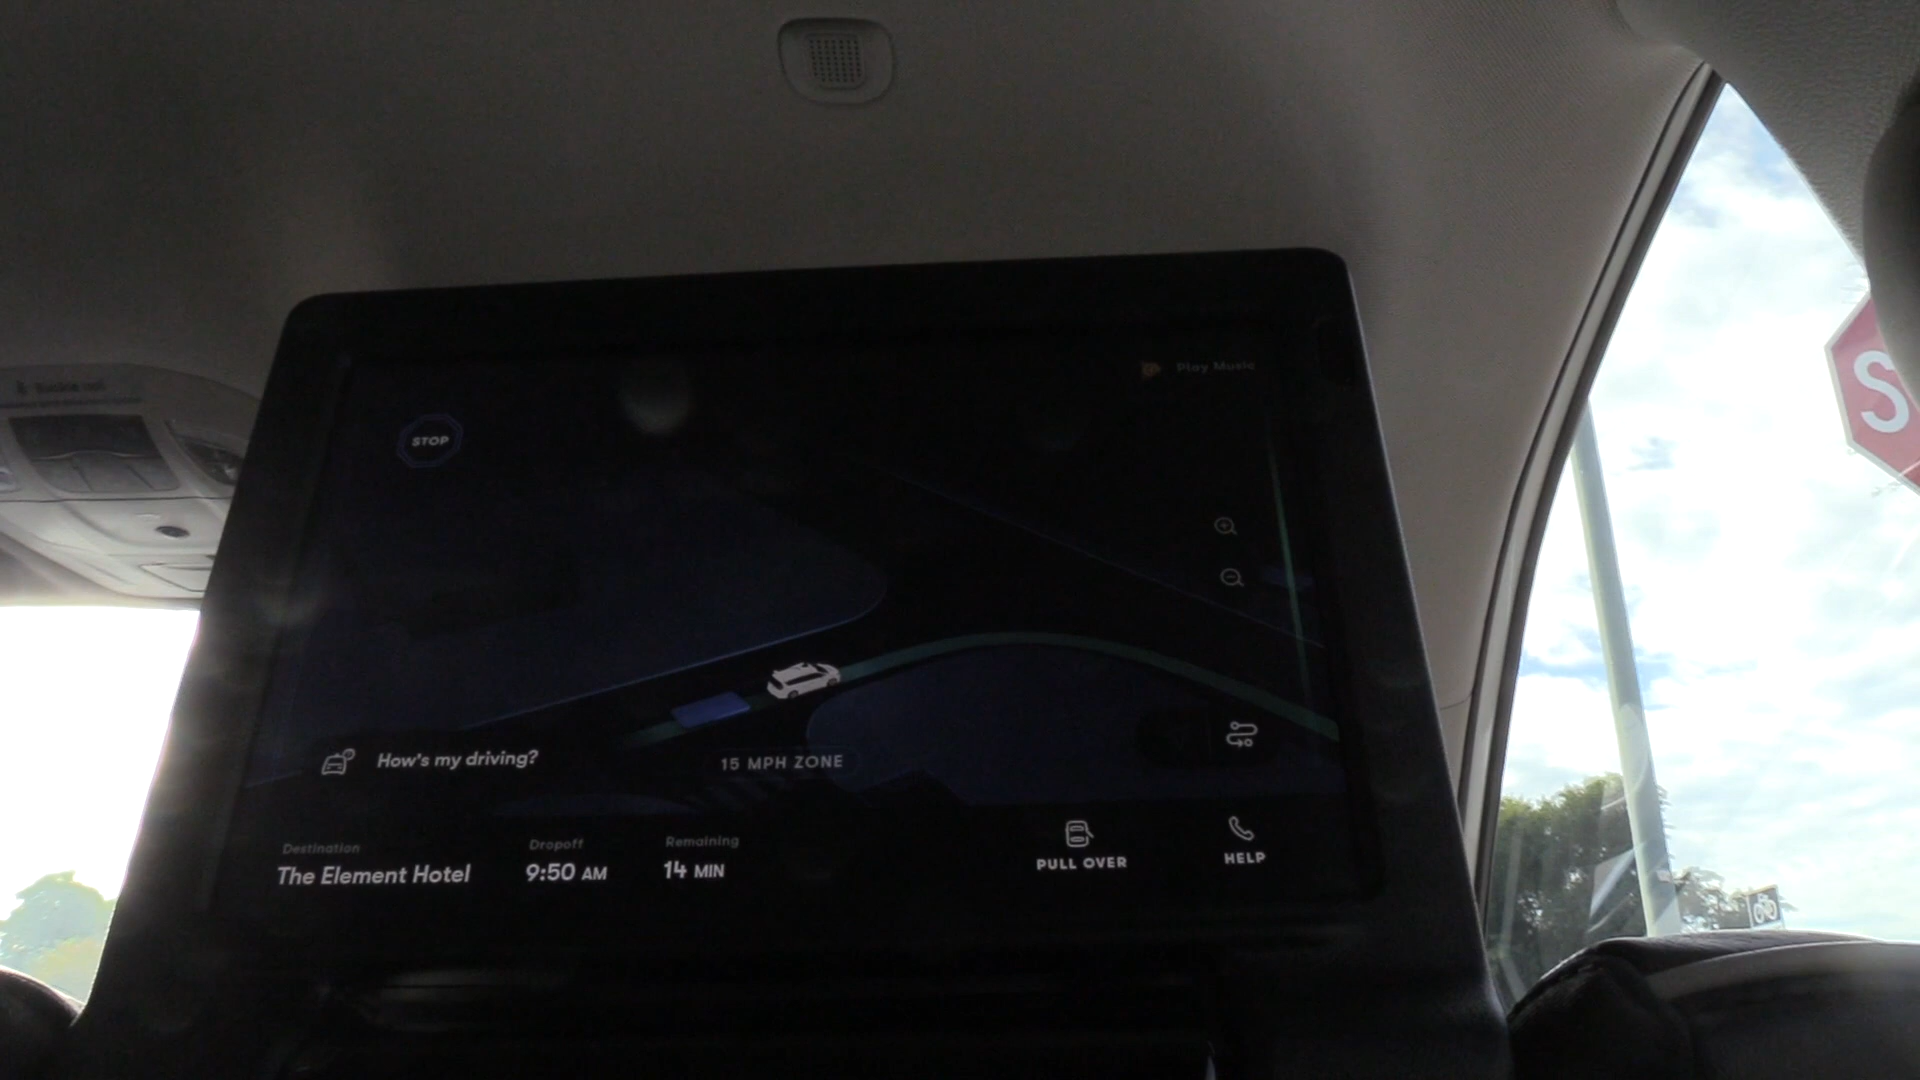 Play Music
STOP
S
How's my driving?
15 MPH ZONE
Destination
Dropoff
Remaining
The Element Hotel
9:50 AM
14 MIN
PULL OVER
HELP